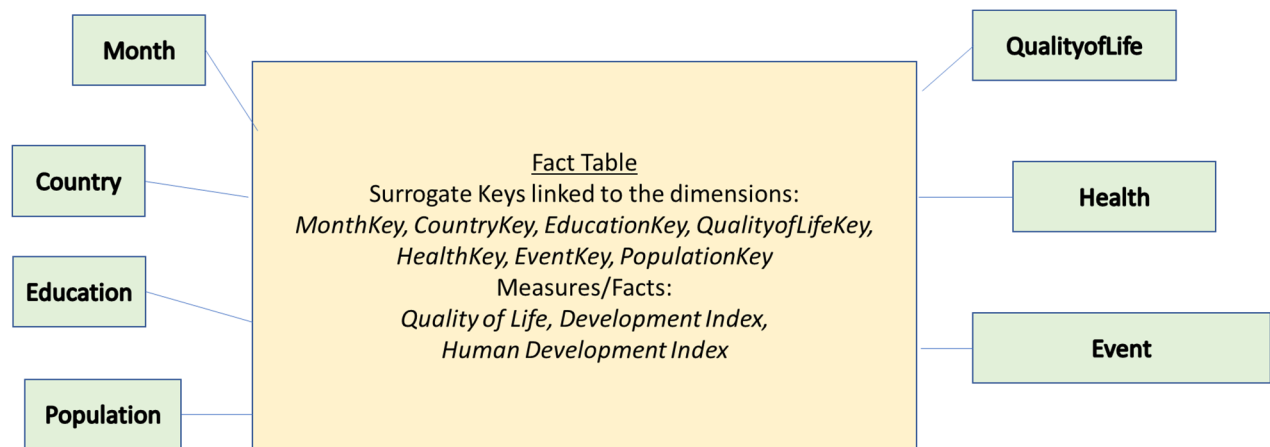 Month
Country
Education
Population
Fact Table
Surrogate Keys linked to the dimensions:
MonthKey, CountryKey, EducationKey, QualityofLifeKey,
HealthKey, EventKey, PopulationKey
Measures/Facts:
Quality of Life, Development Index,
Human Development Index
QualityofLife
Health
Event